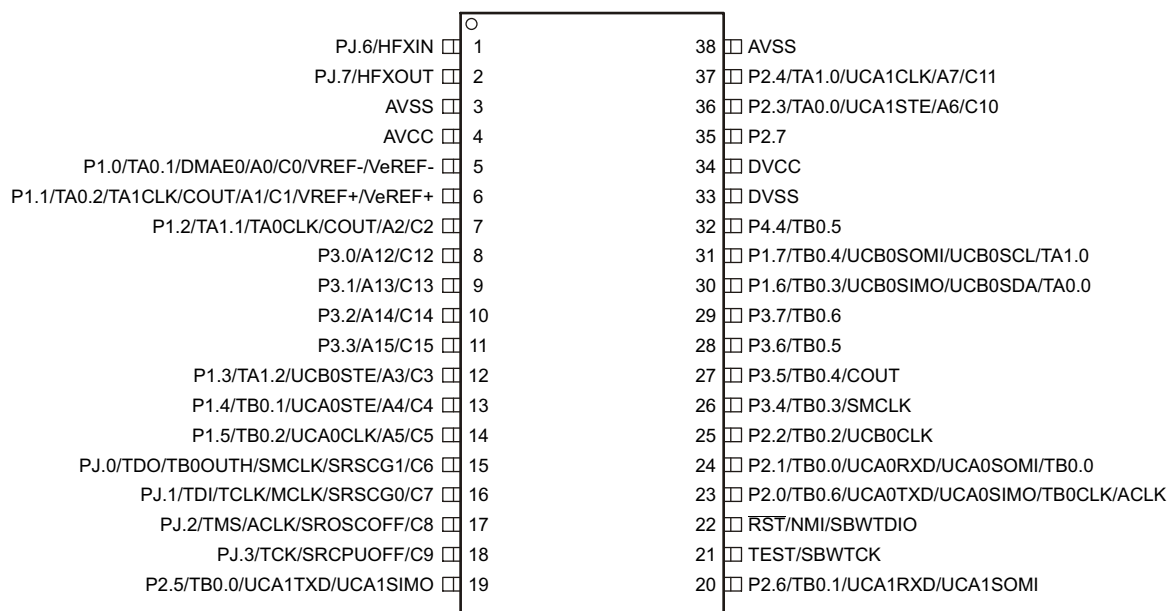 PJ.6/HFXIN 1 38 AVSS
PJ.7/HFXOUT 2 37 P2.4/TA1.0/UCA1CLK/A7/C11
AVSS 3 36 P2.3/TA0.0/UCA1STE/A6/C10
AVCC 4 35 P2.7
P1.0/TA0.1/DMAE0/A0/C0/VREF-/VeREF- 5 34 DVCC
P1.1/TA0.2/TA1CLK/COUT/A1/C1/VREF+/VeREF+ 6 33 DVSS
P1.2/TA1.1/TA0CLK/COUT/A2/C2 7 32 P4.4/TB0.5
P3.0/A12/C12 8 31 P1.7/TB0.4/UCB0SOMI/UCB0SCL/TA1.0
P3.1/A13/C13 9 30 P1.6/TB0.3/UCB0SIMO/UCB0SDA/TA0.0
P3.2/A14/C14 10 29 P3.7/TB0.6
P3.3/A15/C15 11 28 P3.6/TB0.5
P1.3/TA1.2/UCB0STE/A3/C3 12 27 P3.5/TB0.4/COUT
P1.4/TB0.1/UCA0STE/A4/C4 13 26 P3.4/TB0.3/SMCLK
P1.5/TB0.2/UCA0CLK/A5/C5 14 25 P2.2/TB0.2/UCB0CLK
PJ.0/TDO/TB0OUTH/SMCLK/SRSCG1/C6 15 24 P2.1/TB0.0/UCA0RXD/UCA0SOMI/TB0.0
PJ.1/TDI/TCLK/MCLK/SRSCG0/C7 16 23 P2.0/TB0.6/UCA0TXD/UCA0SIMO/TB0CLK/ACLK
PJ.2/TMS/ACLK/SROSCOFF/C8 17 22 RST/NMI/SBWTDIO
PJ.3/TCK/SRCPUOFF/C9 18 21 TEST/SBWTCK
P2.5/TB0.0/UCA1TXD/UCA1SIMO 19 20 P2.6/TB0.1/UCA1RXD/UCA1SOMI